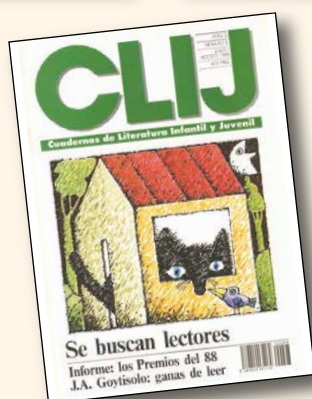 CLIJ
Cuadernos de Literatura Infantil y Juvenil
Se buscan lectores
Informe: los Premios del 88
J.A. Goytisolo: ganas de leer